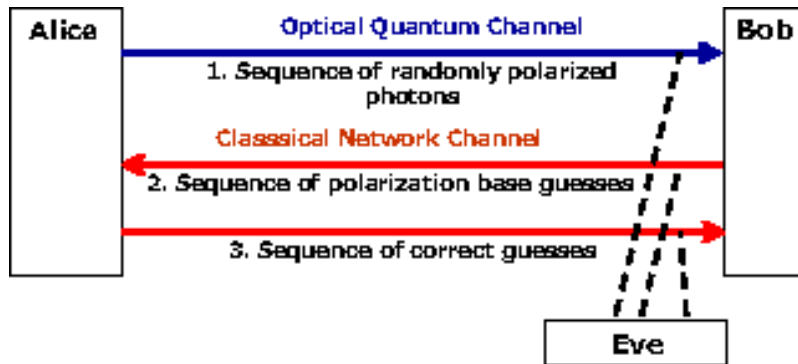 Alice
Optical Quantum Channel
Bob
1. Sequence of randomly polarized
photons
Classsical Network Channel
2. Sequence of polarization base guesses
3. Sequence of correct guesses
Eve